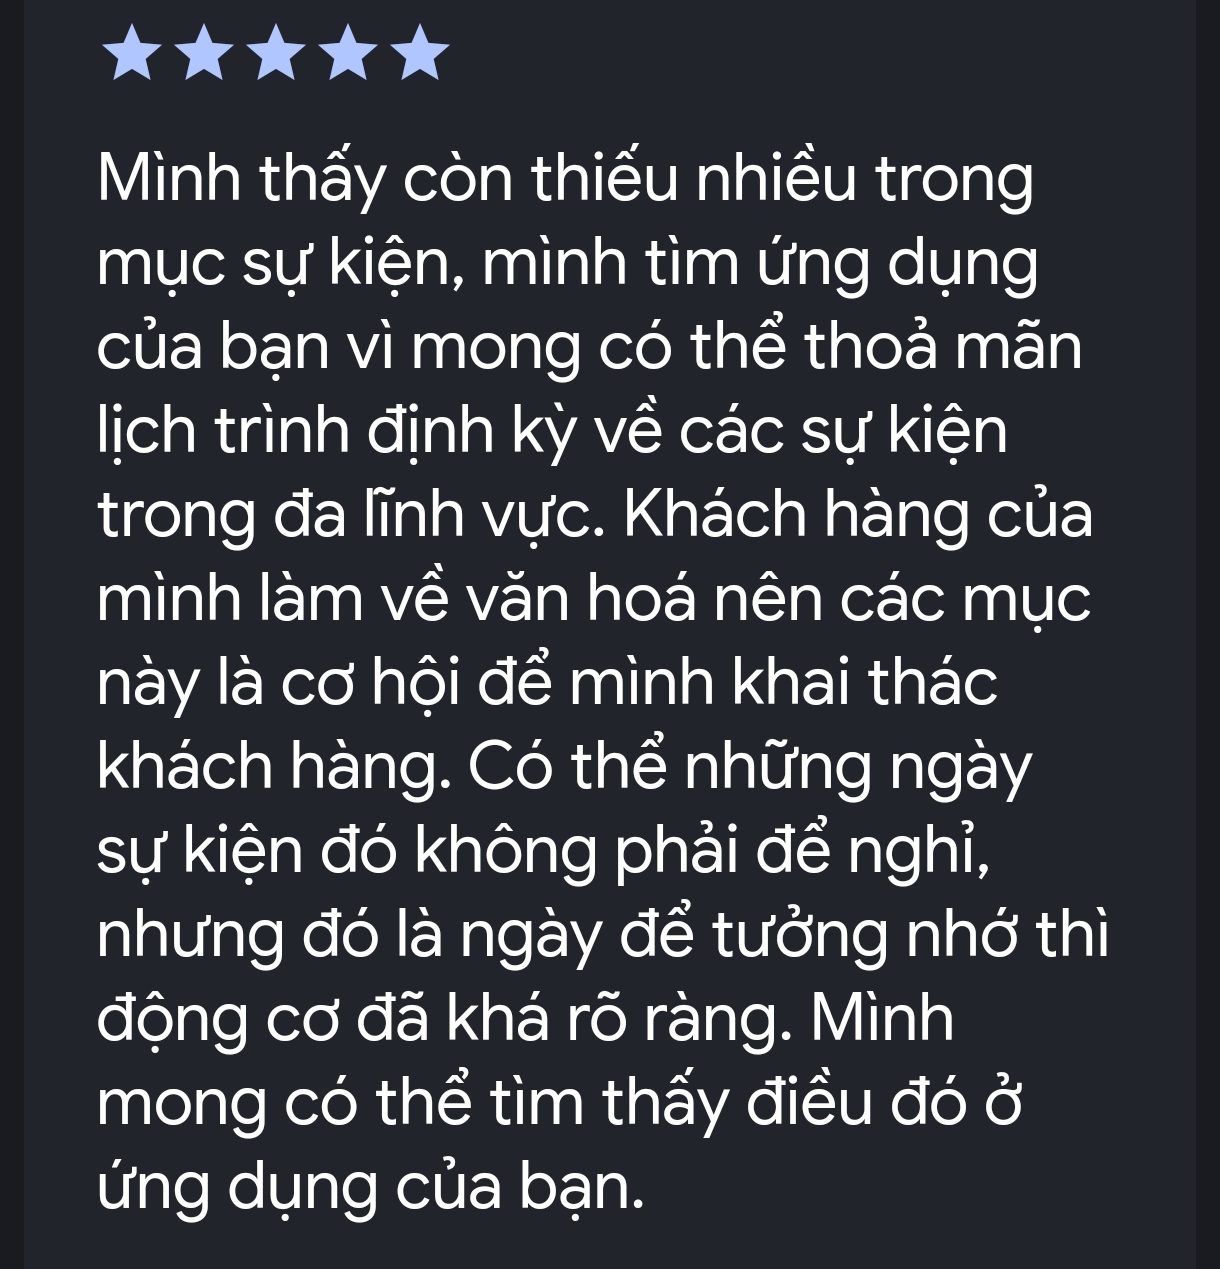 Mình thấy còn thiếu nhiều trong
mục sự kiện, mình tìm ứng dụng
của bạn vì mong có thể thoả mãn
lịch trình định kỳ về các sự kiện
trong đa lĩnh vực. Khách hàng của
mình làm về văn hoá nên các mục
này là cơ hội để mình khai thác
khách hàng. Có thể những ngày
sự kiện đó không phải để nghỉ,
nhưng đó là ngày để tưởng nhớ thì
động cơ đã khá rõ ràng. Mình
mong có thể tìm thấy điều đó ở
ứng dụng của bạn.